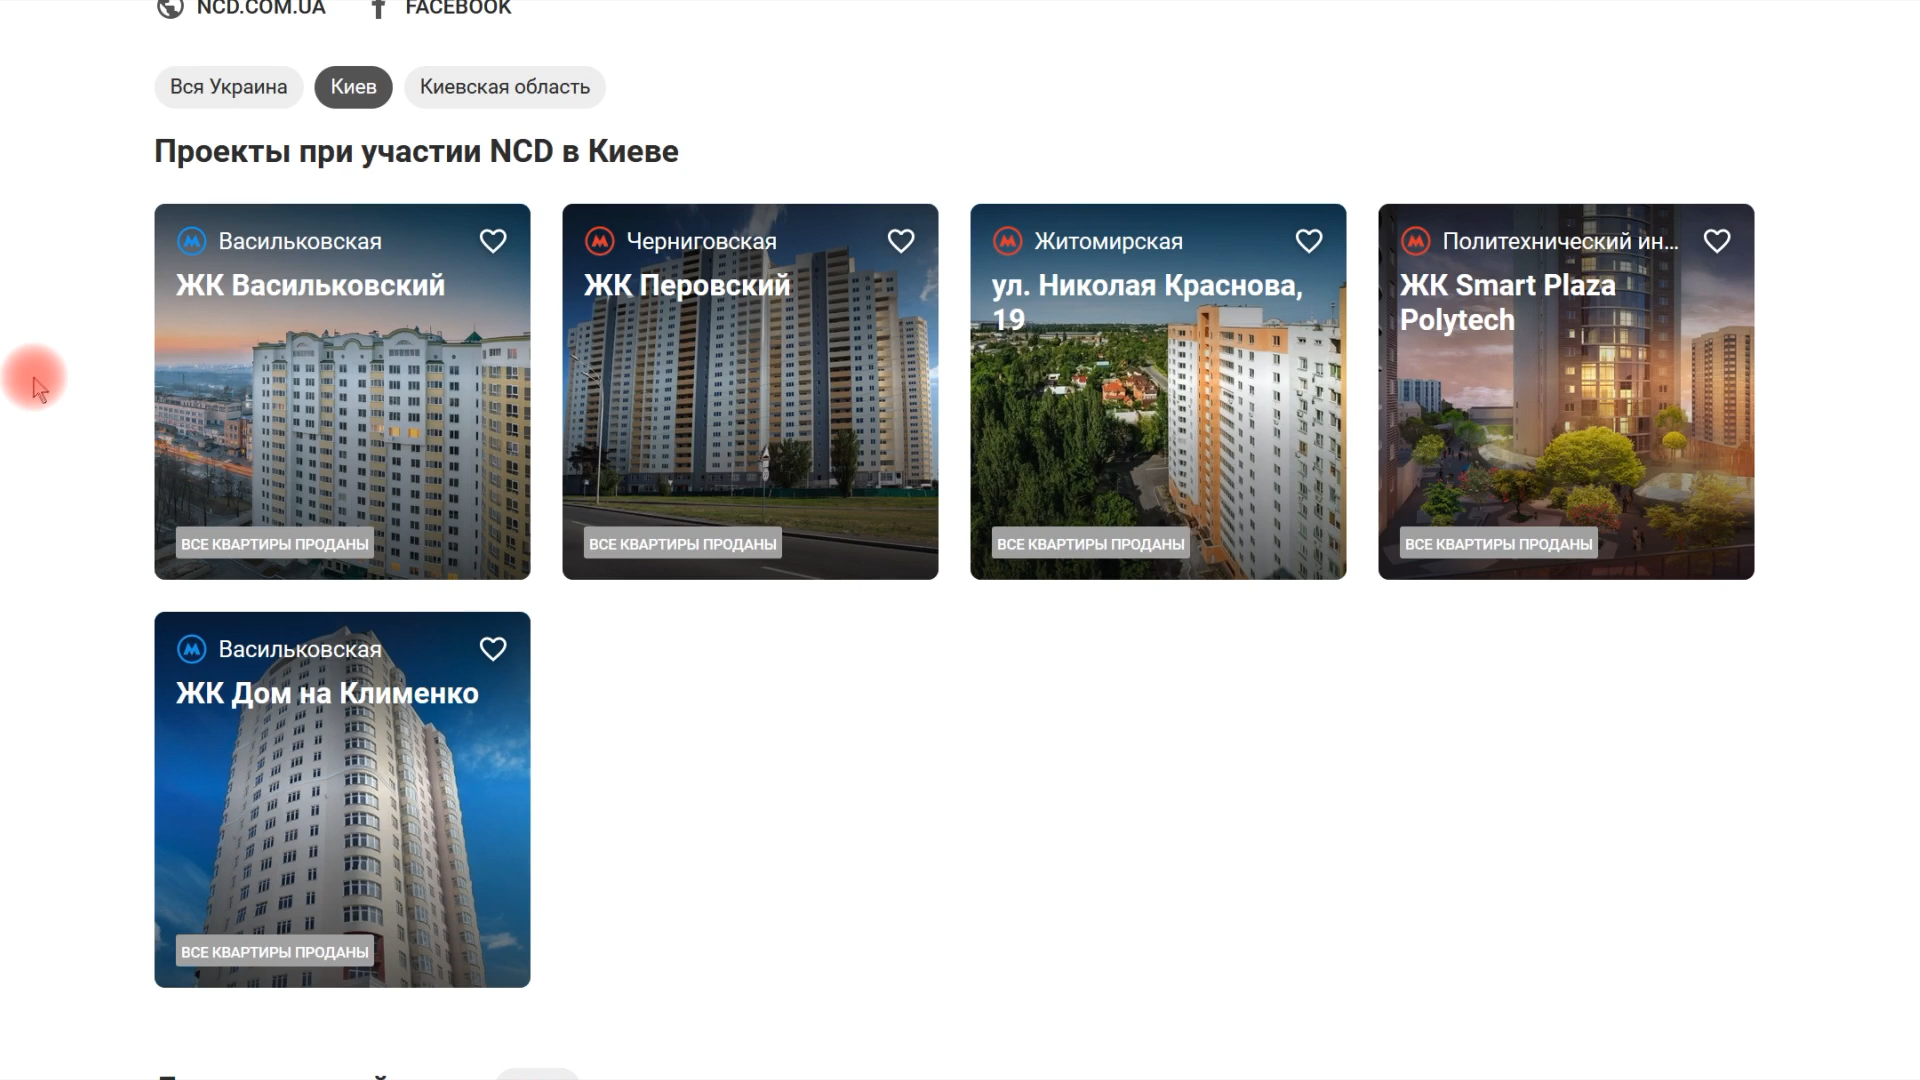 NCD.COM.UA FACEBOOK
Вся Украина Киев Киевская область
Проекты при участии NCD в Киеве
Васильковская
ЖК Васильковский
ВСЕ КВАРТИРЫ ПРОДАНЫ
Черниговская
ЖК Перовский
ВСЕ КВАРТИРЫ ПРОДАНЫ
Житомирская
ул. Николая Краснова,
19
ВСЕ КВАРТИРЫ ПРОДАНЫ
Политехнический ин...
ЖК Smart Plaza
Polytech
ВСЕ КВАРТИРЫ ПРОДАНЫ
Васильковская
ЖК Дом на Клименко
ВСЕ КВАРТИРЫ ПРОДАНЫ